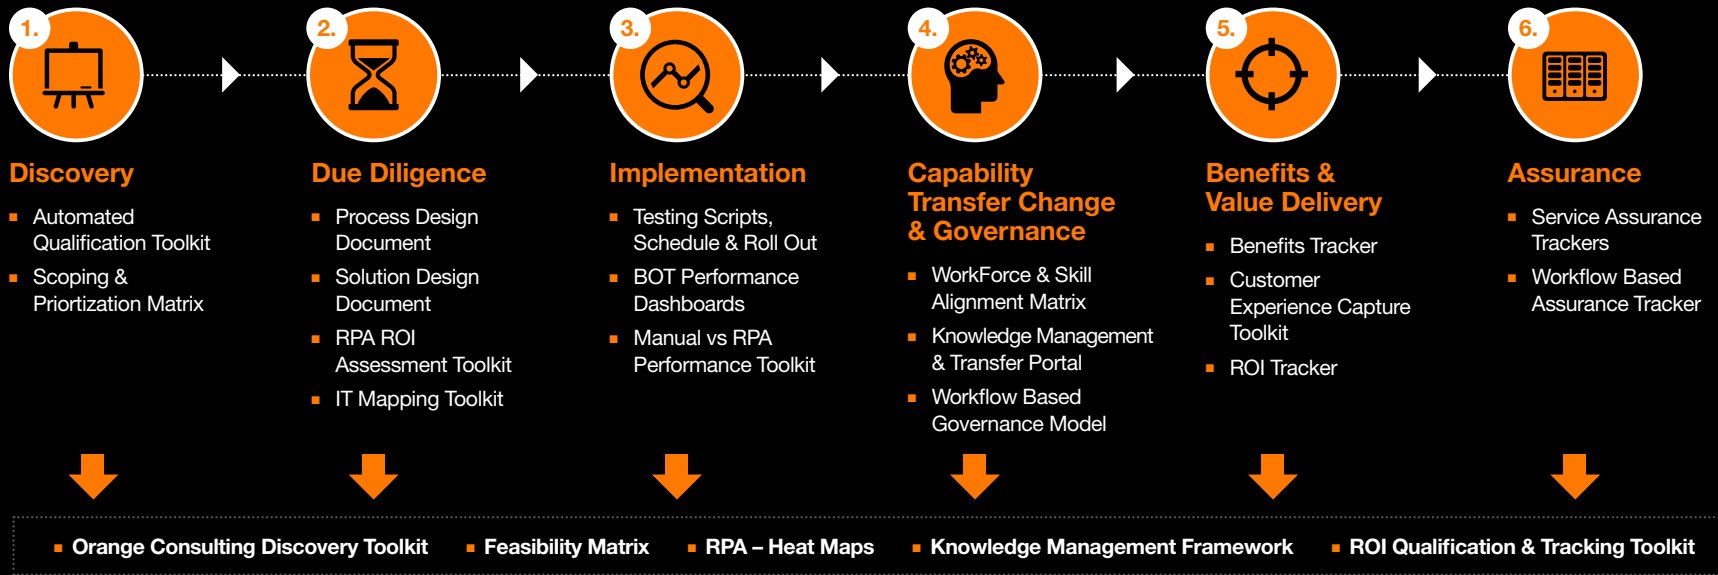 1.
Discovery
▪ Automated
Qualification Toolkit
▪ Scoping &
Priortization Matrix
2.
Due Diligence
▪ Process Design
Document
▪ Solution Design
Document
▪ RPA ROI
Assessment Toolkit
▪ IT Mapping Toolkit
3.
Implementation
▪ Testing Scripts,
Schedule & Roll Out
▪ BOT Performance
Dashboards
▪ Manual vs RPA
Performance Toolkit
4.
Capability
Transfer Change
& Governance
▪ WorkForce & Skill
Alignment Matrix
▪ Knowledge Management
& Transfer Portal
▪ Workflow Based
Governance Model
5.
Benefits &
Value Delivery
▪ Benefits Tracker
▪ Customer
Experience Capture
Toolkit
▪ ROI Tracker
6.
Assurance
▪ Service Assurance
Trackers
▪ Workflow Based
Assurance Tracker
▪ Orange Consulting Discovery Toolkit ▪ Feasibility Matrix ▪ RPA – Heat Maps ▪ Knowledge Management Framework ▪ ROI Qualification & Tracking Toolkit